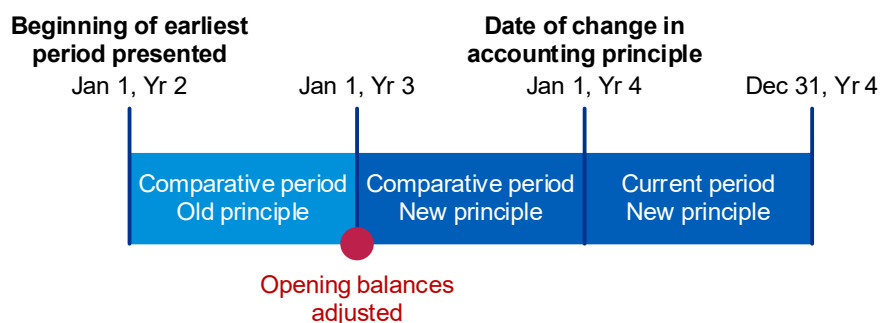 Beginning of earliest
period presented
Date of change in
accounting principle
Jan 1, Yr 2
Jan 1, Yr 3
Jan 1, Yr 4
Dec 31, Yr 4
Comparative period
Old principle
Comparative period
New principle
Current period
New principle
Opening balances
adjusted